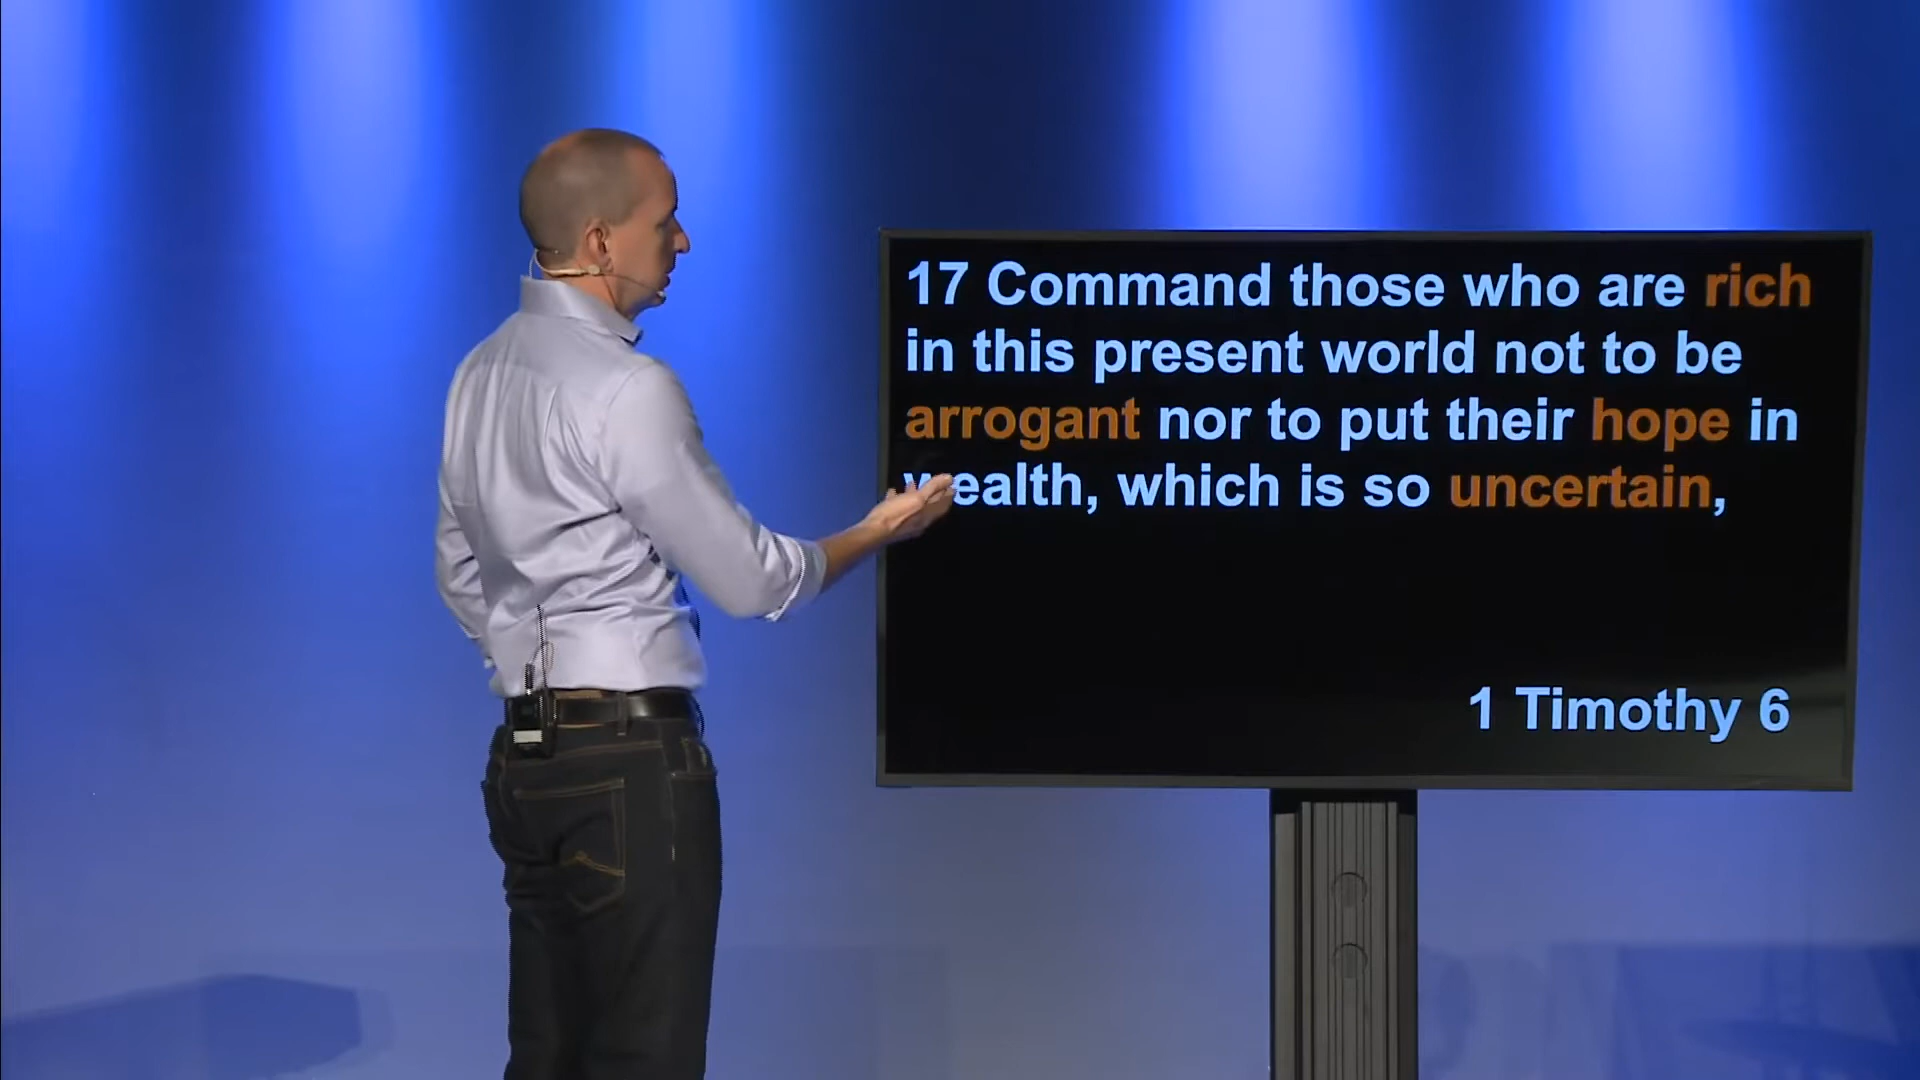 17 Command those who are rich
in this present world not to be
arrogant nor to put their hope in
wealth, which is so uncertain,
1 Timothy 6